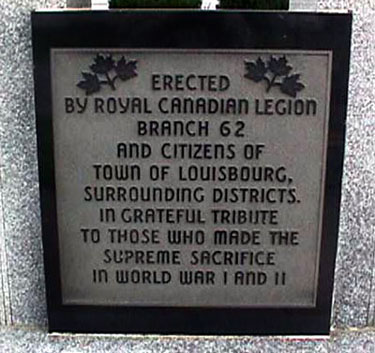 ERECTED
BY ROYAL CANADIAN LEGION
BRANCH 62
AND CITIZENS OF
TOWN OF LOUISBOURG,
SURROUNDING DISTRICTS.
IN GRATEFUL TRIBUTE
TO THOSE WHO MADE THE
SUPREME SACRIFICE
IN WORLD WAR I AND II